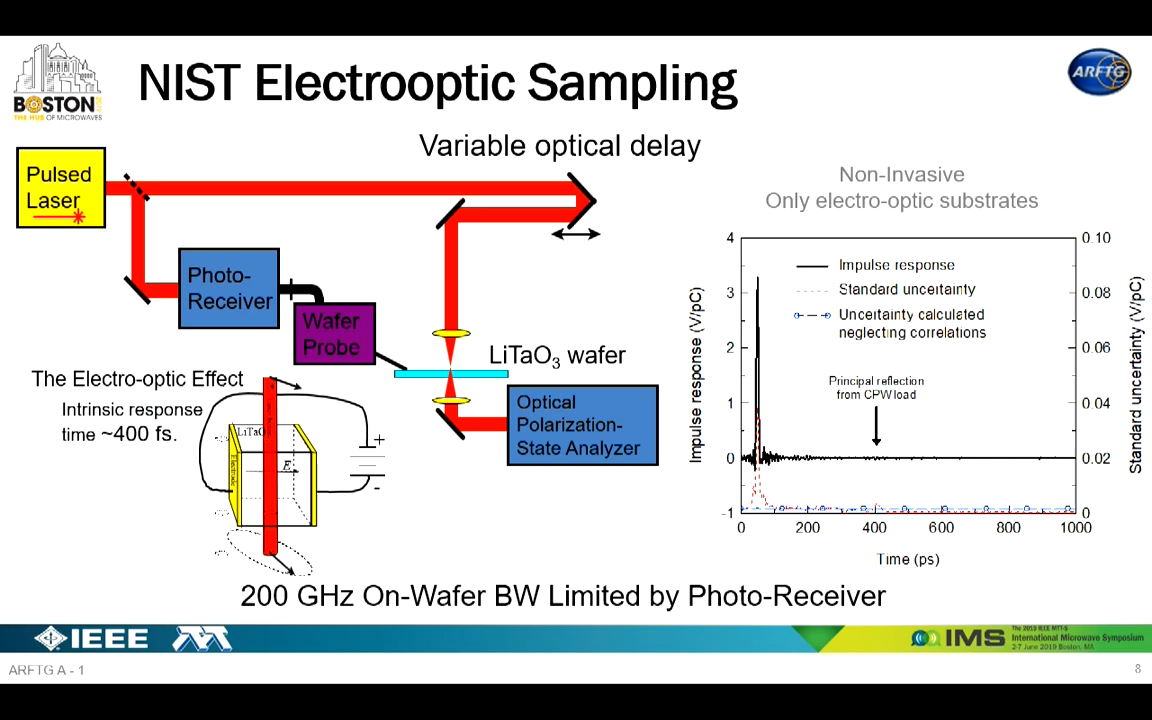 BOSTON
THE HUB OF MICROWAVES
NIST Electrooptic Sampling
ARFTG
Variable optical delay
Pulsed
Laser
Photo-
Receiver
Wafer
Probe
LiTaO3 wafer
Optical
Polarization-
State Analyzer
The Electro-optic Effect
Intrinsic response
time ~400 fs.
LiTaO
Electrode
E
+
-
Non-Invasive
Only electro-optic substrates
Impulse response
Standard uncertainty
Uncertainty calculated
neglecting correlations
Principal reflection
from CPW load
Impulse response (V/pC)
4
3
2
1
0
-1
0.10
0.08
0.06
0.04
0.02
0
Standard uncertainty (V/pC)
0 200 400 600 800 1000
Time (ps)
200 GHz On-Wafer BW Limited by Photo-Receiver
IEEE
IMS
The 2019 IEEE MTT-S
International Microwave Symposium
2-7 June 2019 Boston, MA
ARFTG A - 1
8